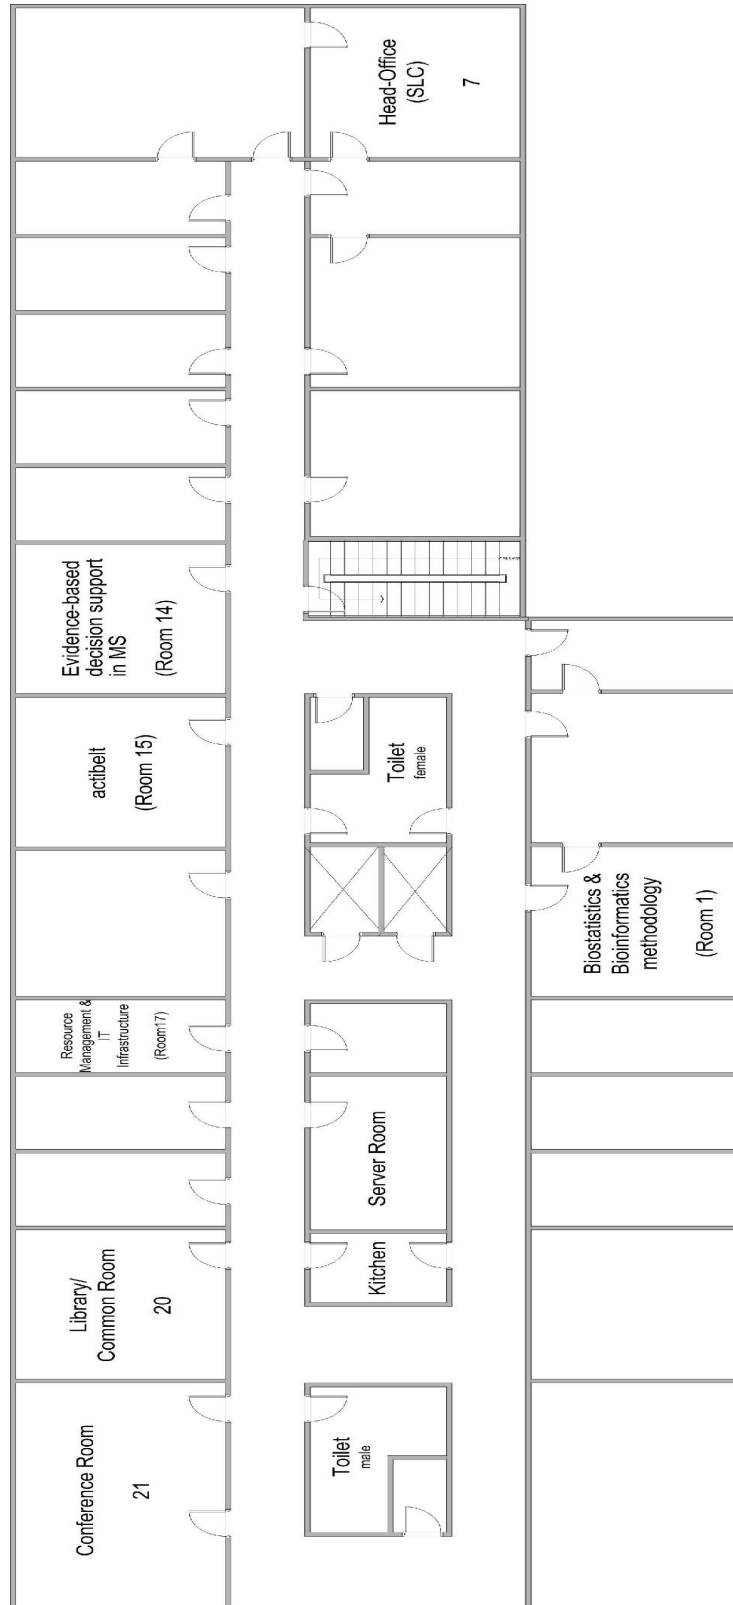 Head-Office
(SLC)
7
Evidence-based
decision support
in MS
(Room 14)
actibelt
(Room 15)
Toilet
female
Biostatistics &
Bioinformatics
methodology
(Room 1)
Resource
Management &
IT
Infrastructure
(Room17)
Server Room
Kitchen
Library/
Common Room
20
Conference Room
21
Toilet
male